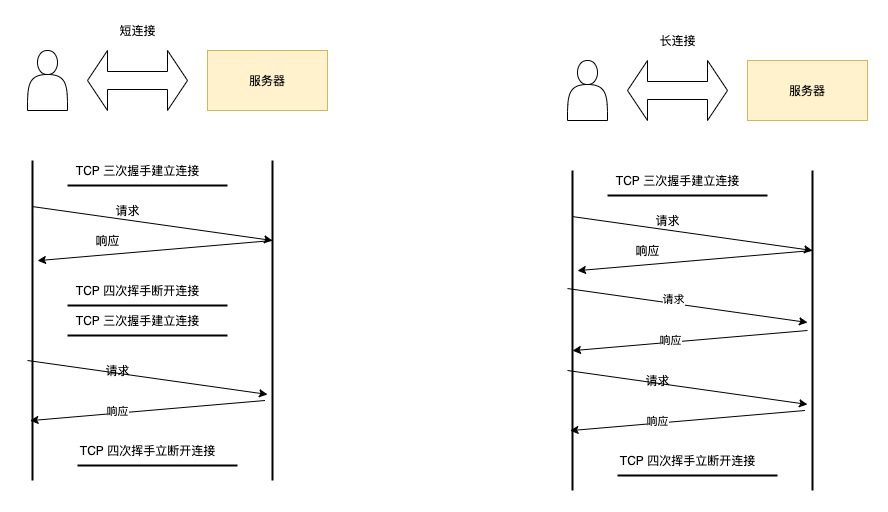 短连接
服务器
TCP 三次握手建立连接
请求
响应
TCP 四次挥手断开连接
TCP 三次握手建立连接
请求
响应
TCP 四次挥手立断开连接
长连接
服务器
TCP 三次握手建立连接
请求
响应
请求
响应
请求
响应
TCP 四次挥手立断开连接